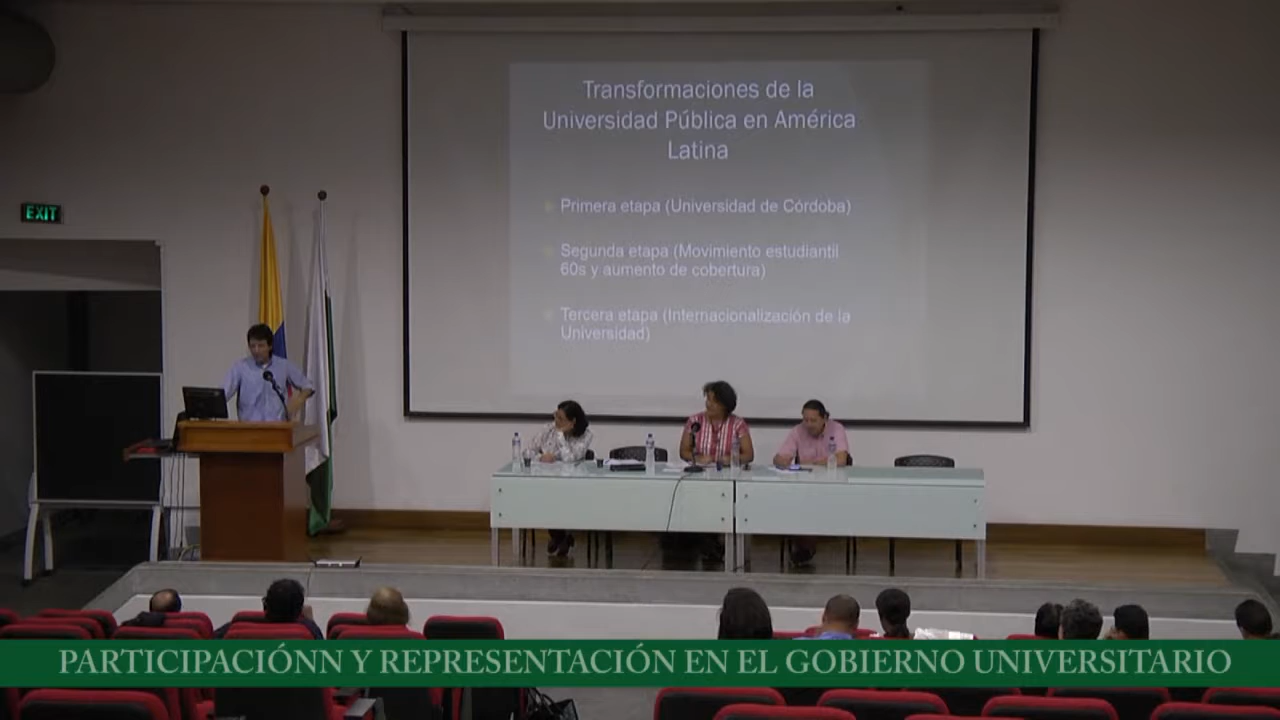 Transformaciones de la
Universidad Pública en América
Latina
Primera etapa (Universidad de Córdoba)
Segunda etapa (Movimiento estudiantil
60s y aumento de cobertura)
Tercera etapa (Internacionalización de la
Universidad)
EXIT
PARTICIPACIÓNN Y REPRESENTACIÓN EN EL GOBIERNO UNIVERSITARIO